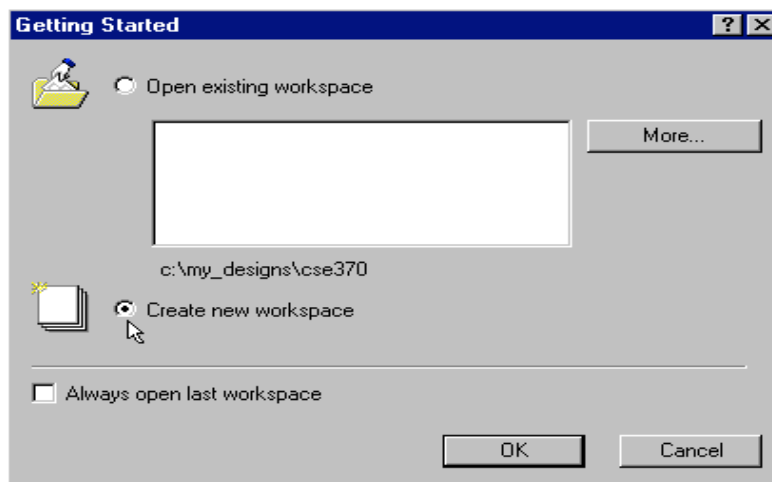 Getting Started
Open existing workspace
More...
c:\my_designs\cse370
Create new workspace
Always open last workspace
OK
Cancel